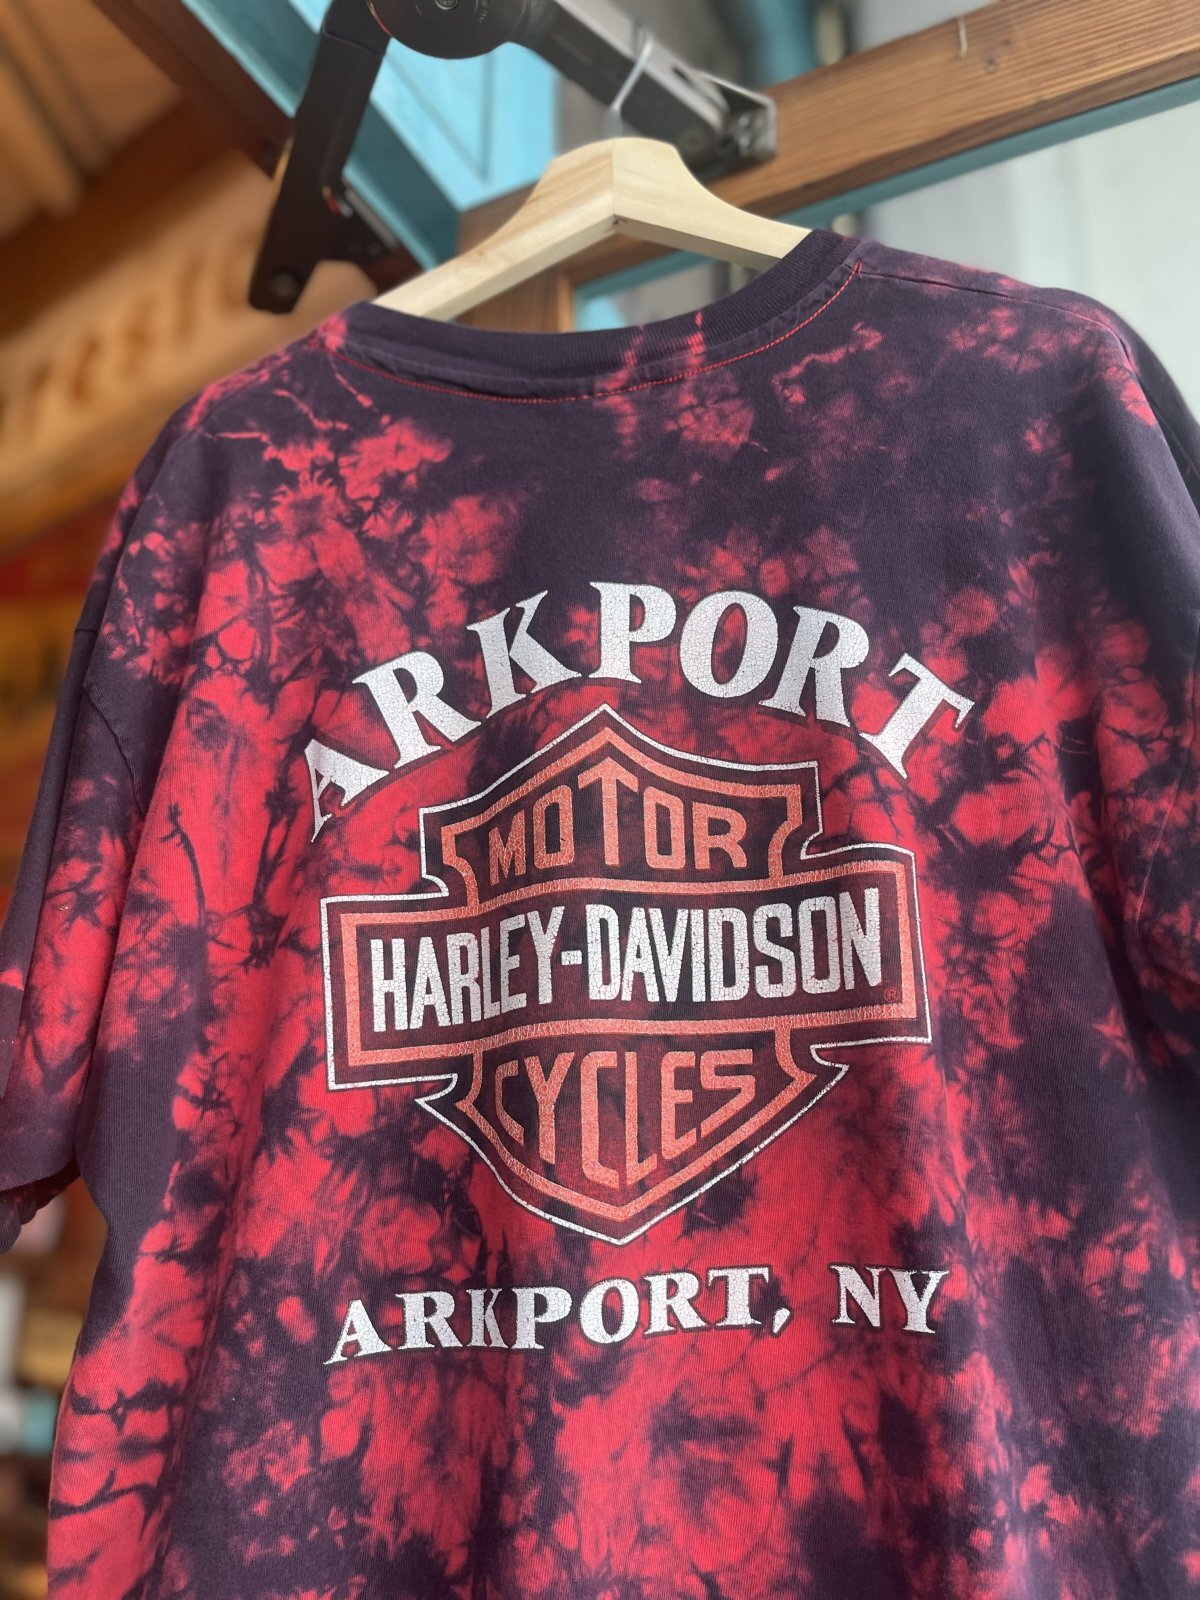 ARKPORT
MOTOR
HARLEY-DAVIDSON®
CYCLES
ARKPORT, NY